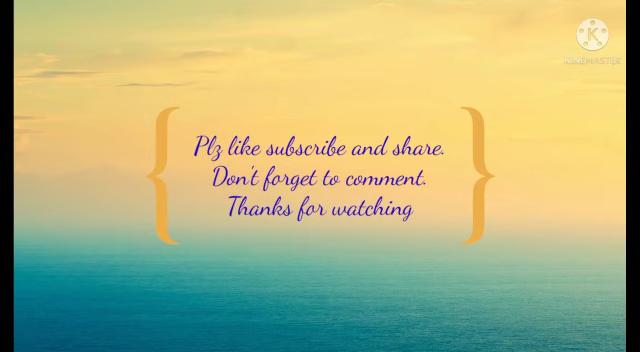 K
KINEMASTER
Plz like subscribe and share.
Don't forget to comment.
Thanks for watching